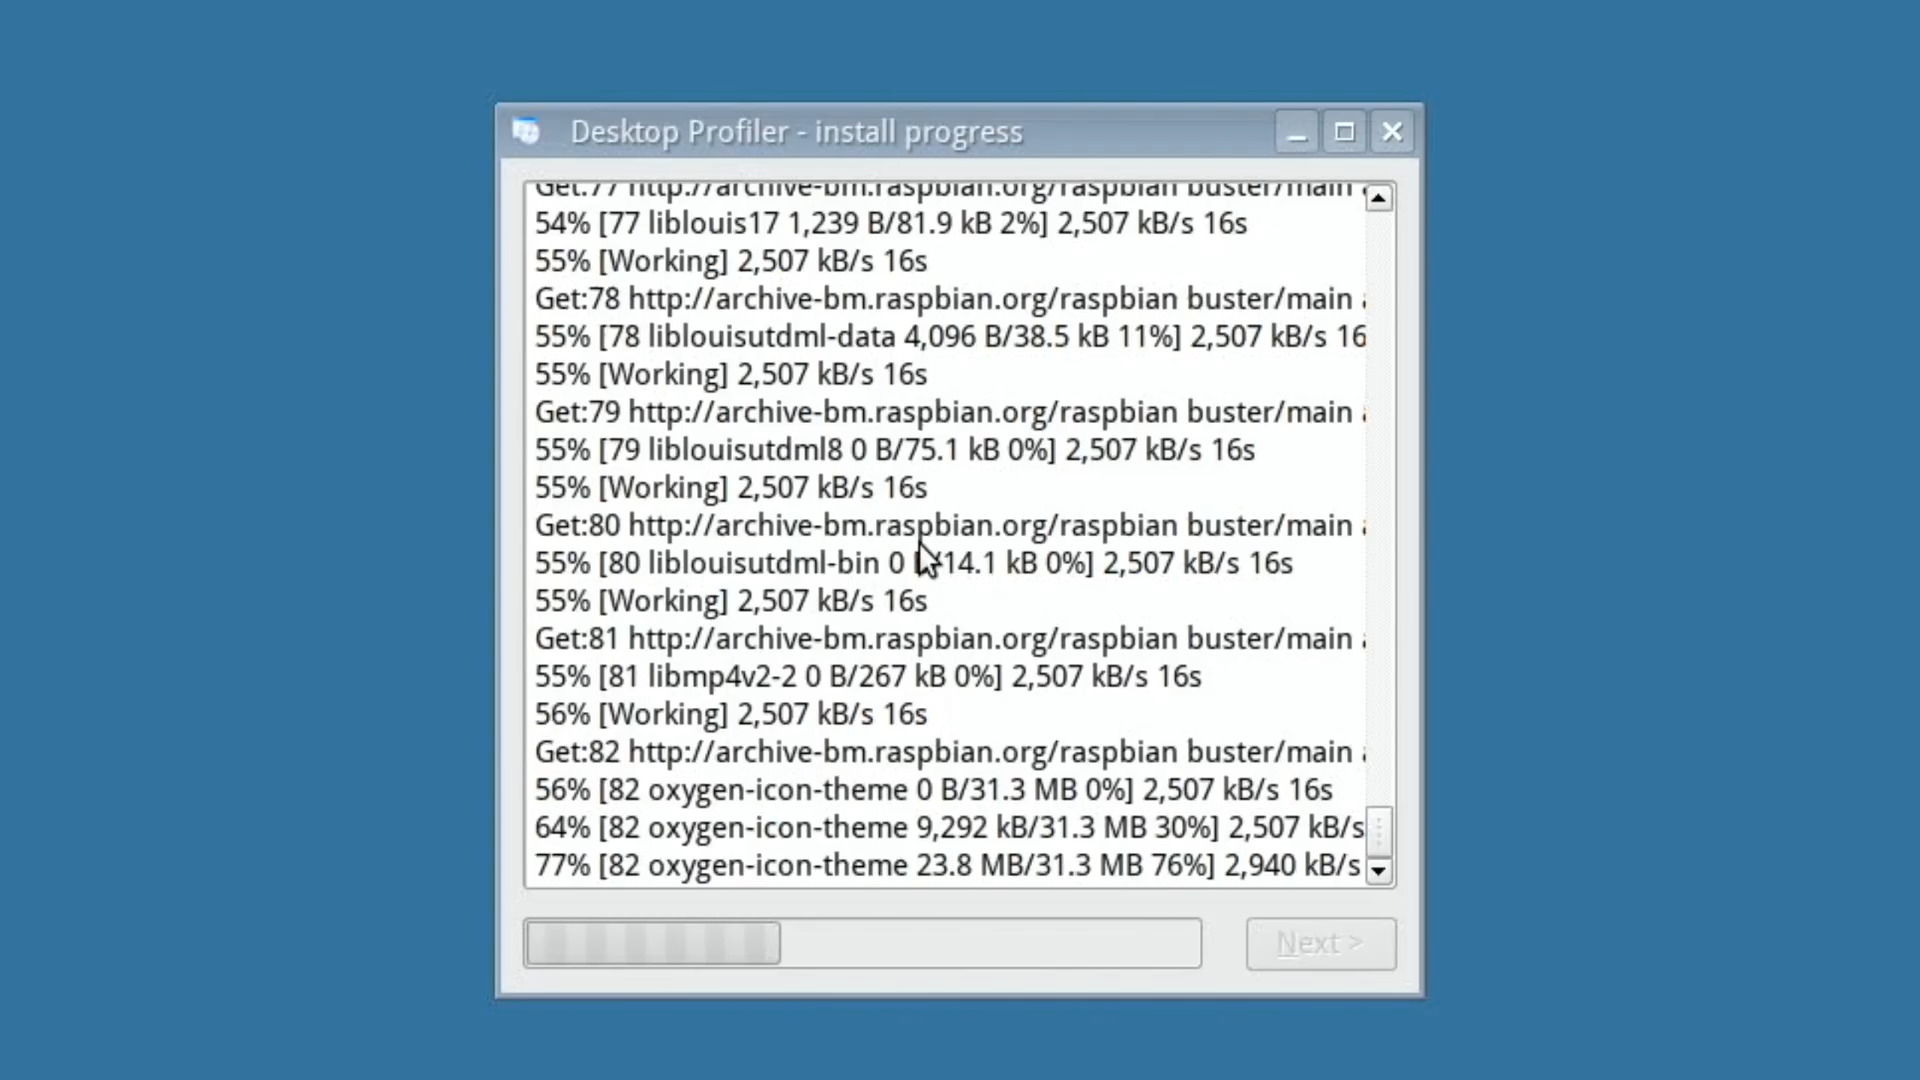 Desktop Profiler - install progress
Get:77 http://archive-bm.raspbian.org/raspbian buster/main
54% [77 liblouis17 1,239 B/81.9 kB 2%] 2,507 kB/s 16s
55% [Working] 2,507 kB/s 16s
Get:78 http://archive-bm.raspbian.org/raspbian buster/main
55% [78 liblouisutdml-data 4,096 B/38.5 kB 11%] 2,507 kB/s 16
55% [Working] 2,507 kB/s 16s
Get:79 http://archive-bm.raspbian.org/raspbian buster/main
55% [79 liblouisutdml8 0 B/75.1 kB 0%] 2,507 kB/s 16s
55% [Working] 2,507 kB/s 16s
Get:80 http://archive-bm.raspbian.org/raspbian buster/main
55% [80 liblouisutdml-bin 0 B/14.1 kB 0%] 2,507 kB/s 16s
55% [Working] 2,507 kB/s 16s
Get:81 http://archive-bm.raspbian.org/raspbian buster/main
55% [81 libmp4v2-2 0 B/267 kB 0%] 2,507 kB/s 16s
56% [Working] 2,507 kB/s 16s
Get:82 http://archive-bm.raspbian.org/raspbian buster/main
56% [82 oxygen-icon-theme 0 B/31.3 MB 0%] 2,507 kB/s 16s
64% [82 oxygen-icon-theme 9,292 kB/31.3 MB 30%] 2,507 kB/s
77% [82 oxygen-icon-theme 23.8 MB/31.3 MB 76%] 2,940 kB/s
Next >